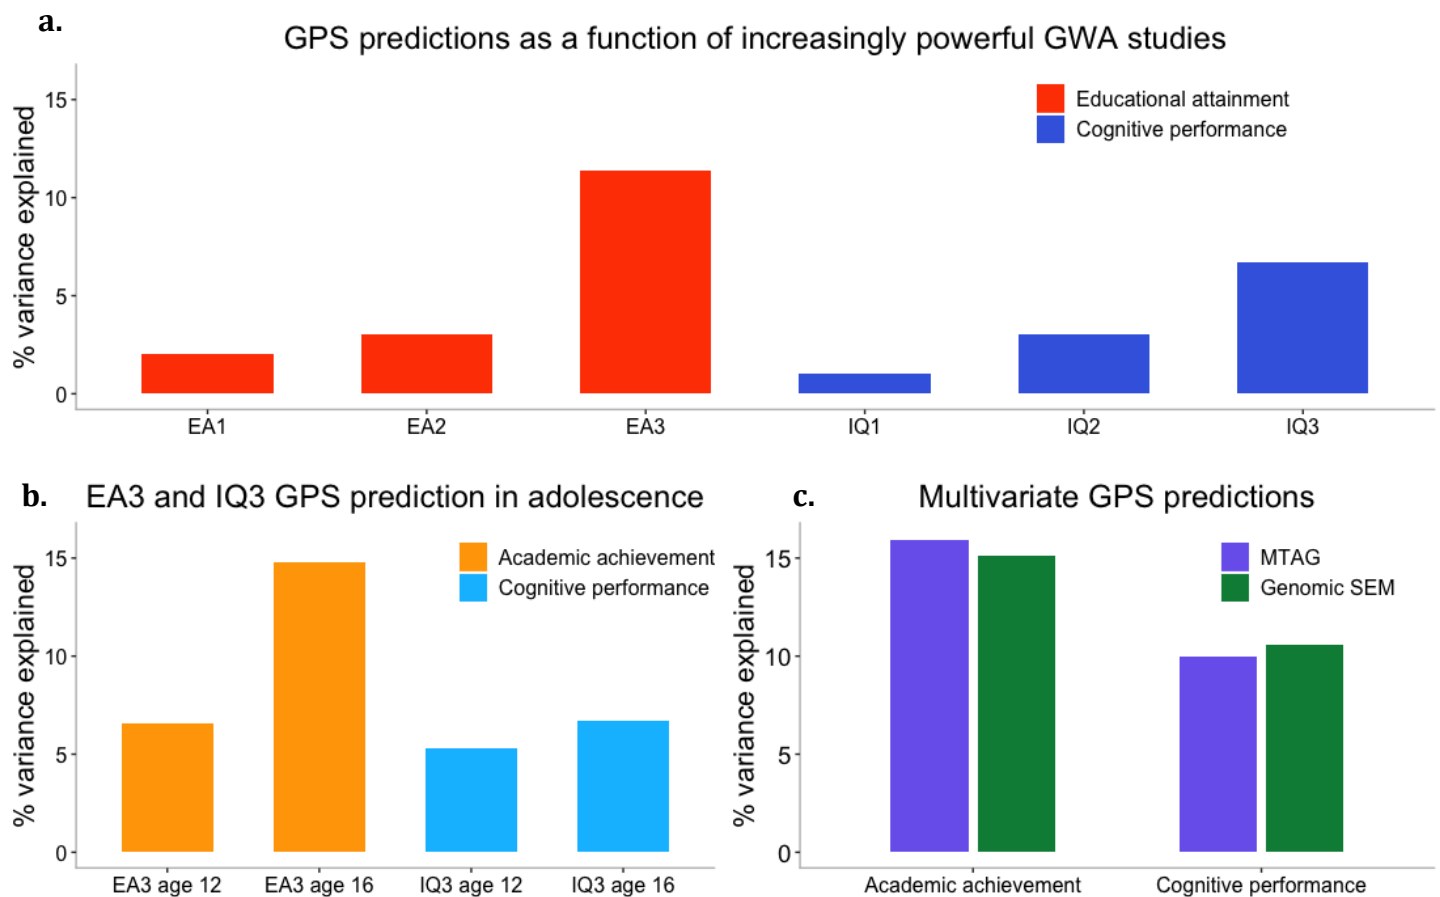 a.
GPS predictions as a function of increasingly powerful GWA studies
% variance explained
15
10
5
0
Educational attainment
Cognitive performance
EA1 EA2 EA3 IQ1 IQ2 IQ3
b.
EA3 and IQ3 GPS prediction in adolescence
% variance explained
15
10
5
0
Academic achievement
Cognitive performance
EA3 age 12 EA3 age 16 IQ3 age 12 IQ3 age 16
c.
Multivariate GPS predictions
% variance explained
15
10
5
0
MTAG
Genomic SEM
Academic achievement Cognitive performance